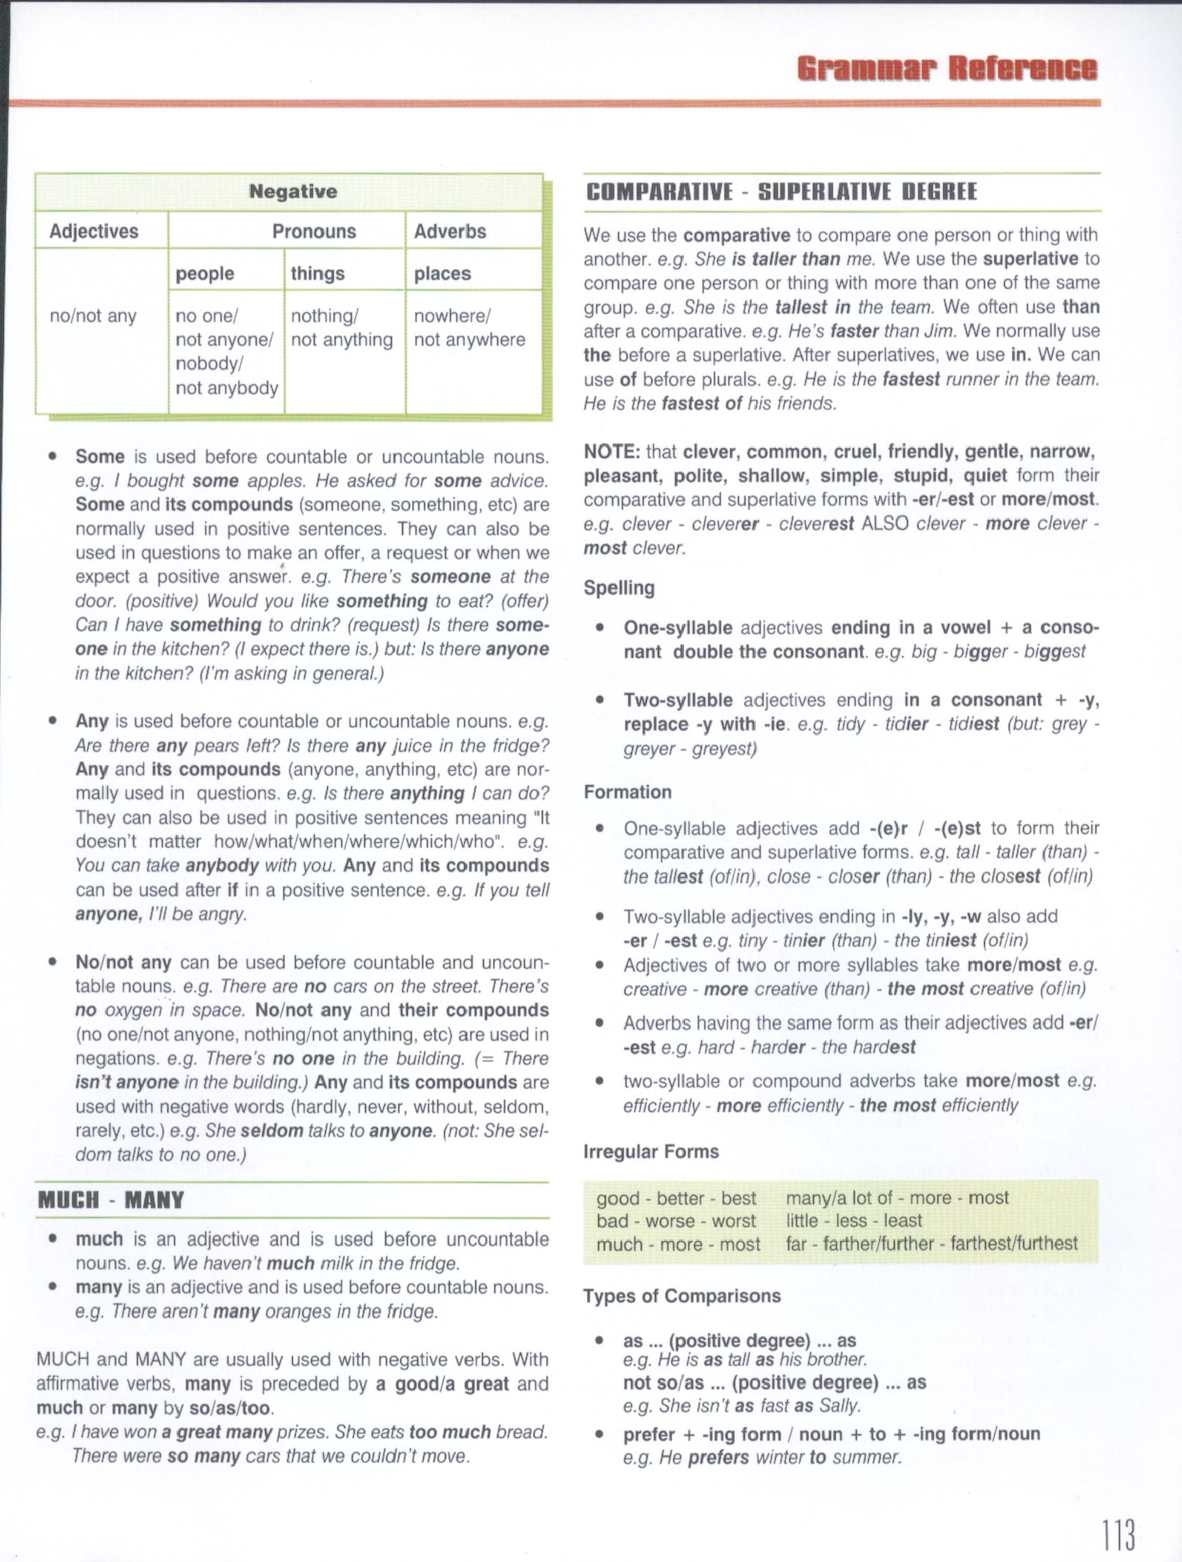 Grammar Reference
Negative
Adjectives Pronouns Adverbs
people things places
no/not any no one/ nothing/ nowhere/
not anyone/ not anything not anywhere
nobody/
not anybody
• Some is used before countable or uncountable nouns.
e.g. I bought some apples. He asked for some advice.
Some and its compounds (someone, something, etc) are
normally used in positive sentences. They can also be
used in questions to make an offer, a request or when we
expect a positive answer. e.g. There's someone at the
door. (positive) Would you like something to eat? (offer)
Can I have something to drink? (request) Is there some-
one in the kitchen? (I expect there is.) but: Is there anyone
in the kitchen? (I'm asking in general.)
• Any is used before countable or uncountable nouns. e.g.
Are there any pears left? Is there any juice in the fridge?
Any and its compounds (anyone, anything, etc) are nor-
mally used in questions. e.g. Is there anything I can do?
They can also be used in positive sentences meaning "It
doesn't matter how/what/when/where/which/who". e.g.
You can take anybody with you. Any and its compounds
can be used after if in a positive sentence. e.g. If you tell
anyone, I'll be angry.
• No/not any can be used before countable and uncoun-
table nouns. e.g. There are no cars on the street. There's
no oxygen in space. No/not any and their compounds
(no one/not anyone, nothing/not anything, etc) are used in
negations. e.g. There's no one in the building. (= There
isn't anyone in the building.) Any and its compounds are
used with negative words (hardly, never, without, seldom,
rarely, etc.) e.g. She seldom talks to anyone. (not: She sel-
dom talks to no one.)
MUCH - MANY
• much is an adjective and is used before uncountable
nouns. e.g. We haven't much milk in the fridge.
• many is an adjective and is used before countable nouns.
e.g. There aren't many oranges in the fridge.
MUCH and MANY are usually used with negative verbs. With
affirmative verbs, many is preceded by a good/a great and
much or many by so/as/too.
e.g. I have won a great many prizes. She eats too much bread.
There were so many cars that we couldn't move.
COMPARATIVE - SUPERLATIVE DEGREE
We use the comparative to compare one person or thing with
another. e.g. She is taller than me. We use the superlative to
compare one person or thing with more than one of the same
group. e.g. She is the tallest in the team. We often use than
after a comparative. e.g. He's faster than Jim. We normally use
the before a superlative. After superlatives, we use in. We can
use of before plurals. e.g. He is the fastest runner in the team.
He is the fastest of his friends.
NOTE: that clever, common, cruel, friendly, gentle, narrow,
pleasant, polite, shallow, simple, stupid, quiet form their
comparative and superlative forms with -er/-est or more/most.
e.g. clever - cleverer - cleverest ALSO clever - more clever -
most clever.
Spelling
• One-syllable adjectives ending in a vowel + a conso-
nant double the consonant. e.g. big - bigger - biggest
• Two-syllable adjectives ending in a consonant + -y,
replace -y with -ie. e.g. tidy - tidier - tidiest (but: grey -
greyer - greyest)
Formation
• One-syllable adjectives add -(e)r / -(e)st to form their
comparative and superlative forms. e.g. tall - taller (than) -
the tallest (of/in), close - closer (than) - the closest (of/in)
• Two-syllable adjectives ending in -ly, -y, -w also add
-er / -est e.g. tiny - tinier (than) - the tiniest (of/in)
• Adjectives of two or more syllables take more/most e.g.
creative - more creative (than) - the most creative (of/in)
• Adverbs having the same form as their adjectives add -er/
-est e.g. hard - harder - the hardest
• two-syllable or compound adverbs take more/most e.g.
efficiently - more efficiently - the most efficiently
Irregular Forms
good - better - best many/a lot of - more - most
bad - worse - worst little - less - least
much - more - most far - farther/further - farthest/furthest
Types of Comparisons
• as ... (positive degree) ... as
e.g. He is as tall as his brother.
not so/as ... (positive degree) ... as
e.g. She isn't as fast as Sally.
• prefer + -ing form / noun + to + -ing form/noun
e.g. He prefers winter to summer.
113